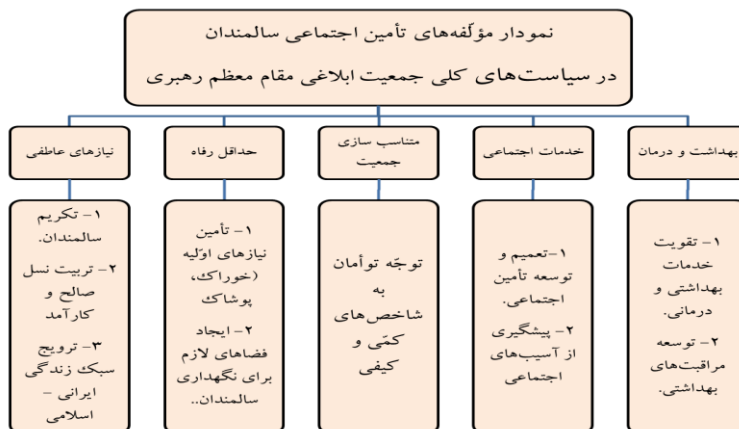 نمودار مؤلّفه‌های تأمین اجتماعی سالمندان
در سیاست‌های کلی جمعیت ابلاغی مقام معظم رهبری
بهداشت و درمان
خدمات اجتماعی
متناسب سازی
جمعیت
حداقل رفاه
نیازهای عاطفی
۱- تقویت
خدمات
بهداشتی و
درمانی.
۲- توسعه
مراقبت‌های
بهداشتی.
۱-تعمیم و
توسعه تأمین
اجتماعی.
۲- پیشگیری
از آسیب‌های
اجتماعی
توجّه توأمان
به
شاخص‌های
کمّی و
کیفی
۱- تأمین
نیازهای اوّلیه
(خوراک،
پوشاک
۲- ایجاد
فضاهای لازم
برای نگهداری
سالمندان..
۱- تکریم
سالمندان.
۲- تربیت نسل
صالح و
کارآمد
۳- ترویج
سبک زندگی
ایرانی –
اسلامی